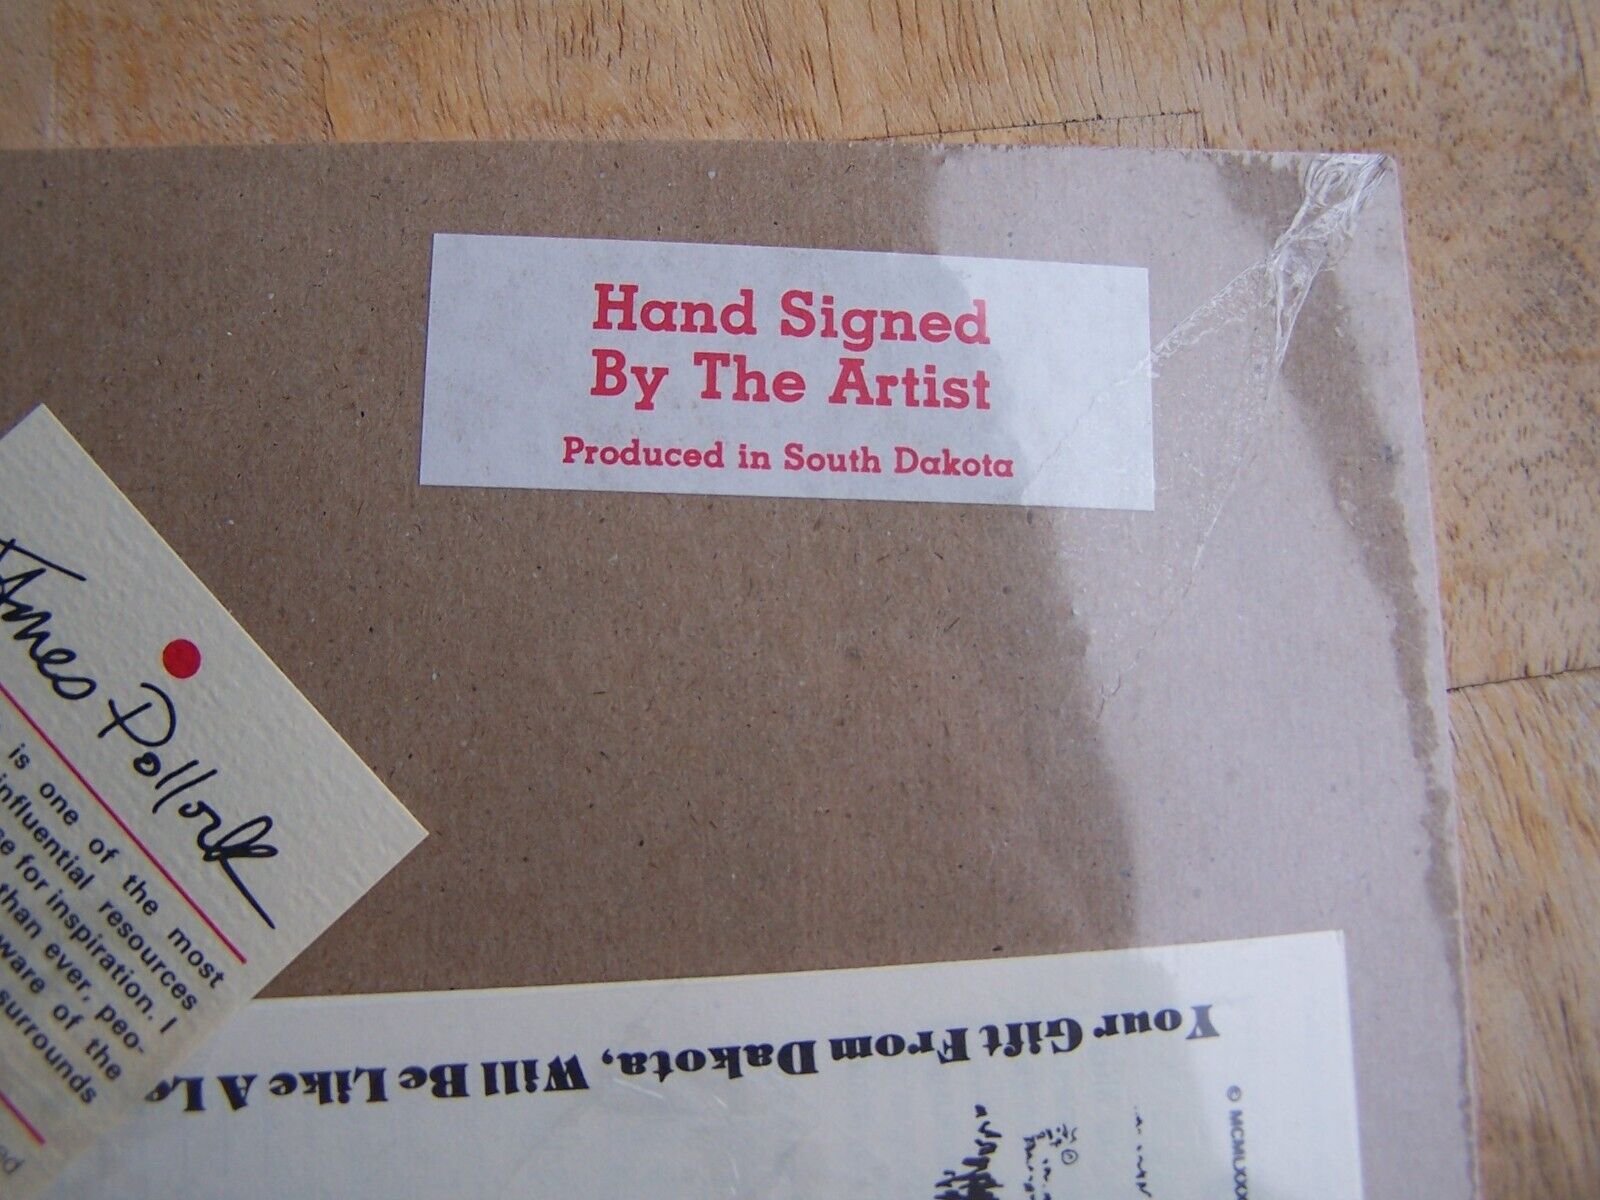 Hand Signed
By The Artist
Produced in South Dakota
James Pollock
is one of the most
influential resources
for inspiration. I
than ever, peo-
of the
surrounds
Your Gift From Dakota, Will Be Like A
© MCMLXXX